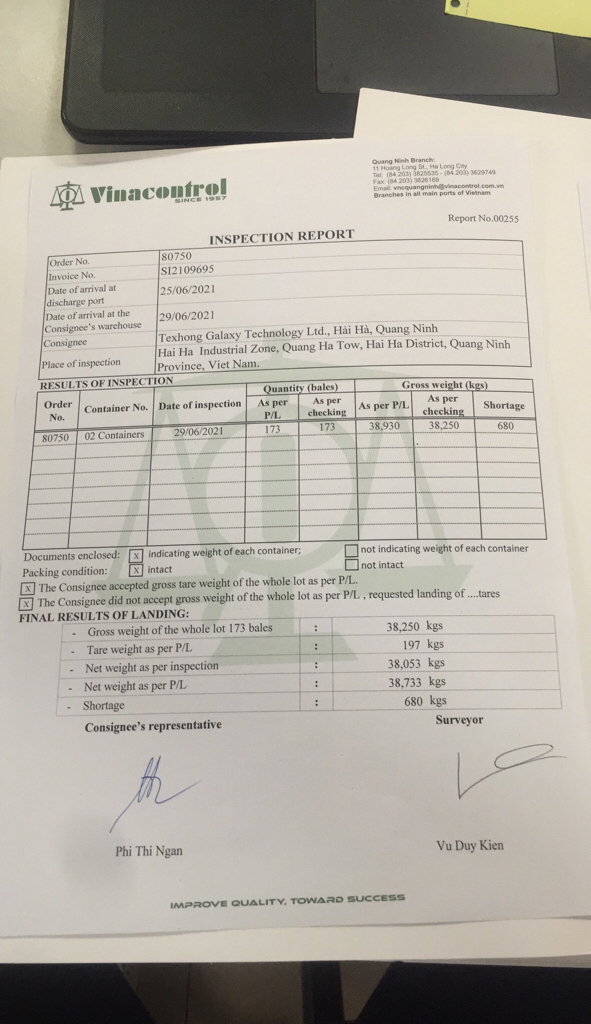 Vinacontrol
SINCE 1957
Quang Ninh Branch:
11 Hoang Long St., Ha Long City
Tel: (84.203) 3825535 - (84.203) 3629749
Fax: (84.203) 3826169
Email: vncquangninh@vinacontrol.com.vn
Branches in all main ports of Vietnam
Report No.00255
INSPECTION REPORT
Order No. 80750
Invoice No. SI2109695
Date of arrival at discharge port 25/06/2021
Date of arrival at the Consignee's warehouse 29/06/2021
Consignee Texhong Galaxy Technology Ltd., Hải Hà, Quang Ninh
Place of inspection Hai Ha Industrial Zone, Quang Ha Tow, Hai Ha District, Quang Ninh
Province, Viet Nam.
RESULTS OF INSPECTION
Order No. Container No. Date of inspection Quantity (bales) As per P/L As per checking Gross weight (kgs) As per P/L As per checking Shortage
80750 02 Containers 29/06/2021 173 173 38,930 38,250 680
Documents enclosed: x indicating weight of each container; not indicating weight of each container
Packing condition: x intact not intact
x The Consignee accepted gross tare weight of the whole lot as per P/L.
x The Consignee did not accept gross weight of the whole lot as per P/L , requested landing of ....tares
FINAL RESULTS OF LANDING:
- Gross weight of the whole lot 173 bales : 38,250 kgs
- Tare weight as per P/L : 197 kgs
- Net weight as per inspection : 38,053 kgs
- Net weight as per P/L : 38,733 kgs
- Shortage : 680 kgs
Consignee's representative Surveyor
Phi Thi Ngan Vu Duy Kien
IMPROVE QUALITY, TOWARD SUCCESS